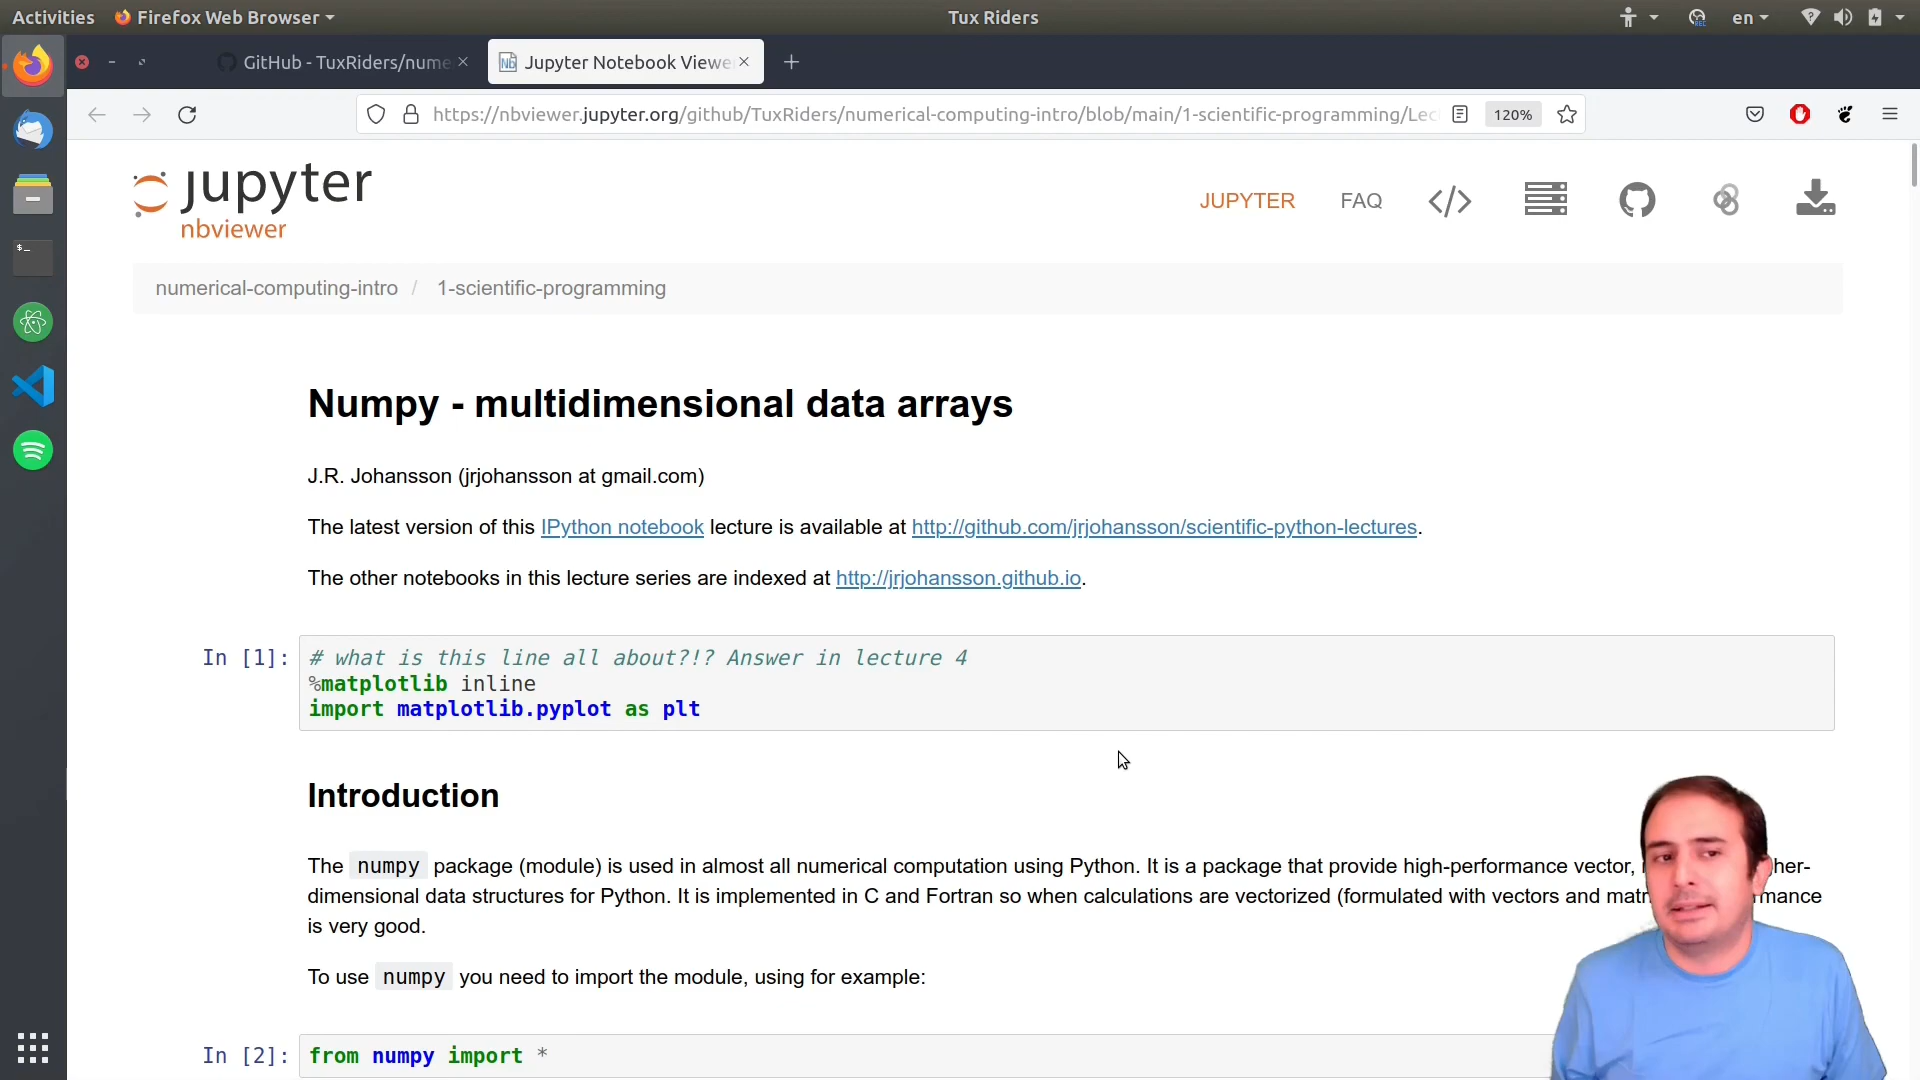 Activities Firefox Web Browser Tux Riders en
GitHub - TuxRiders/nume Jupyter Notebook Viewe
https://nbviewer.jupyter.org/github/TuxRiders/numerical-computing-intro/blob/main/1-scientific-programming/Lec 120%
jupyter
nbviewer
JUPYTER FAQ </>
numerical-computing-intro / 1-scientific-programming
Numpy - multidimensional data arrays
J.R. Johansson (jrjohansson at gmail.com)
The latest version of this IPython notebook lecture is available at http://github.com/jrjohansson/scientific-python-lectures.
The other notebooks in this lecture series are indexed at http://jrjohansson.github.io.
In [1]: # what is this line all about?!? Answer in lecture 4
%matplotlib inline
import matplotlib.pyplot as plt
Introduction
The numpy package (module) is used in almost all numerical computation using Python. It is a package that provide high-performance vector, her-
dimensional data structures for Python. It is implemented in C and Fortran so when calculations are vectorized (formulated with vectors and matr mance
is very good.
To use numpy you need to import the module, using for example:
In [2]: from numpy import *